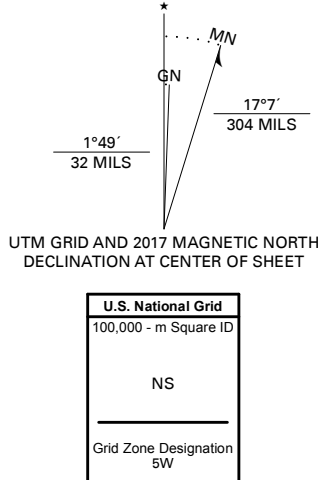 ★
MN
GN
17°7´
304 MILS
1°49´
32 MILS
UTM GRID AND 2017 MAGNETIC NORTH
DECLINATION AT CENTER OF SHEET
U.S. National Grid
100,000 - m Square ID
NS
Grid Zone Designation
5W